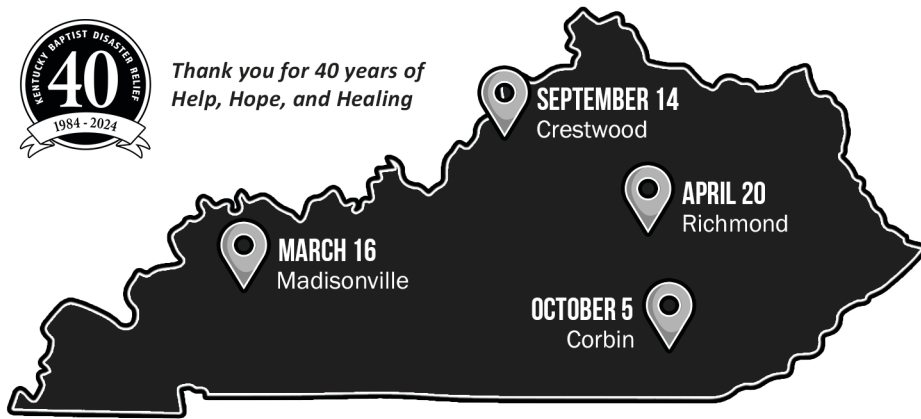 KENTUCKY BAPTIST DISASTER RELIEF
40
1984 - 2024
Thank you for 40 years of
Help, Hope, and Healing
SEPTEMBER 14
Crestwood
APRIL 20
Richmond
MARCH 16
Madisonville
OCTOBER 5
Corbin